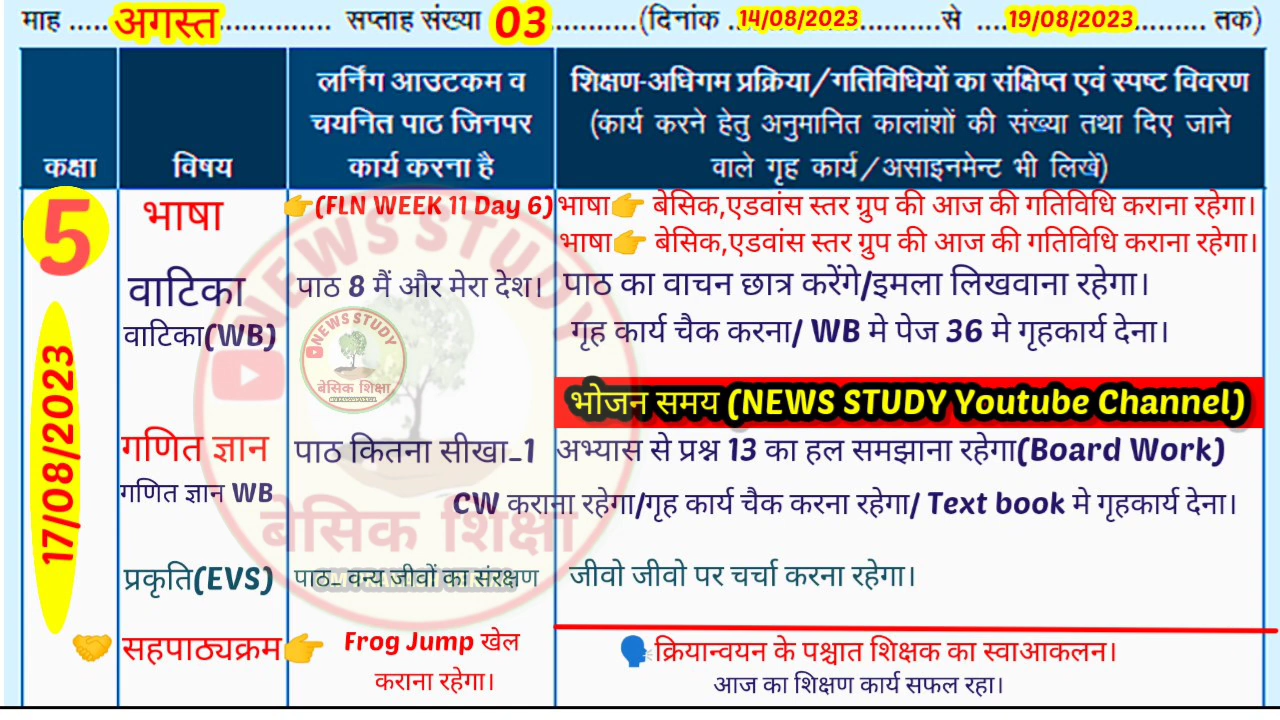 माह .....अगस्त............... सप्ताह संख्या 03...........(दिनांक ..14/08/2023...........से ....19/08/2023......... तक)
कक्षा
विषय
लर्निंग आउटकम व
चयनित पाठ जिनपर
कार्य करना है
शिक्षण-अधिगम प्रक्रिया/गतिविधियों का संक्षिप्त एवं स्पष्ट विवरण
(कार्य करने हेतु अनुमानित कालांशों की संख्या तथा दिए जाने
वाले गृह कार्य/असाइनमेन्ट भी लिखें)
5
17/08/2023
भाषा
👉(FLN WEEK 11 Day 6)
भाषा👉 बेसिक,एडवांस स्तर ग्रुप की आज की गतिविधि कराना रहेगा।
भाषा👉 बेसिक,एडवांस स्तर ग्रुप की आज की गतिविधि कराना रहेगा।
वाटिका
पाठ 8 मैं और मेरा देश।
पाठ का वाचन छात्र करेंगे/इमला लिखवाना रहेगा।
वाटिका(WB)
गृह कार्य चैक करना/ WB मे पेज 36 मे गृहकार्य देना।
NEWS STUDY
बेसिक शिक्षा
भोजन समय (NEWS STUDY Youtube Channel)
गणित ज्ञान
पाठ कितना सीखा-1
अभ्यास से प्रश्न 13 का हल समझाना रहेगा(Board Work)
गणित ज्ञान WB
CW कराना रहेगा/गृह कार्य चैक करना रहेगा/ Text book मे गृहकार्य देना।
NEWS STUDY
बेसिक शिक्षा
प्रकृति(EVS)
पाठ- वन्य जीवों का संरक्षण
जीवो जीवो पर चर्चा करना रहेगा।
🤝 सहपाठ्यक्रम👉
Frog Jump खेल
कराना रहेगा।
🗣क्रियान्वयन के पश्चात शिक्षक का स्वाआकलन।
आज का शिक्षण कार्य सफल रहा।